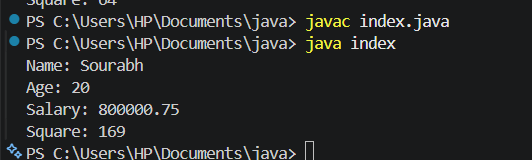 Square: 64
PS C:\Users\HP\Documents\java> javac index.java
PS C:\Users\HP\Documents\java> java index
Name: Sourabh
Age: 20
Salary: 800000.75
Square: 169
PS C:\Users\HP\Documents\java>